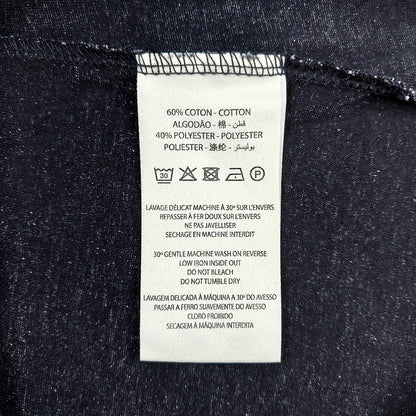 60% COTON - COTTON
ALGODÃO - 棉 - قطن
40% POLYESTER - POLYESTER
POLIESTER - 涤纶 - بوليستر
30 P
LAVAGE DÉLICAT MACHINE À 30° SUR L'ENVERS
REPASSER À FER DOUX SUR L'ENVERS
NE PAS JAVELLISER
SECHAGE EN MACHINE INTERDIT
30° GENTLE MACHINE WASH ON REVERSE
LOW IRON INSIDE OUT
DO NOT BLEACH
DO NOT TUMBLE DRY
LAVAGEM DELICADA À MÁQUINA A 30° DO AVESSO
PASSAR A FERRO SUAVEMENTE DO AVESSO
CLORO PROIBIDO
SECAGEM À MÁQUINA INTERDITA